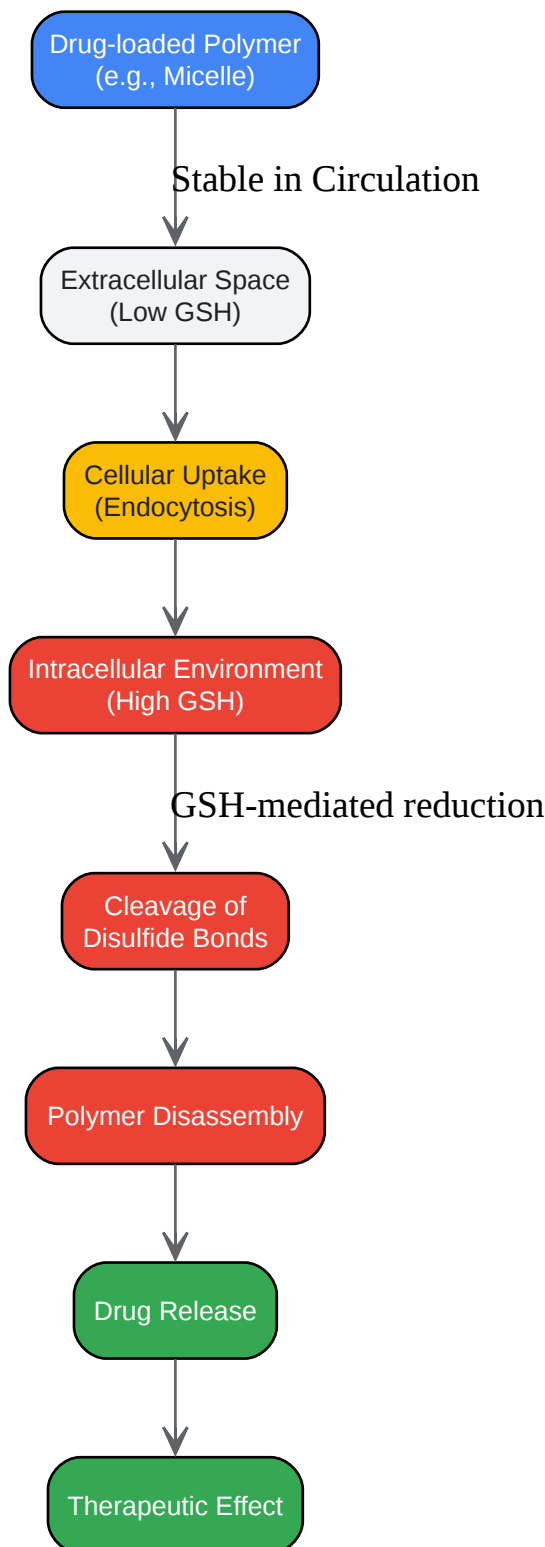 Drug-loaded Polymer
(e.g., Micelle)
Stable in Circulation
Extracellular Space
(Low GSH)
Cellular Uptake
(Endocytosis)
Intracellular Environment
(High GSH)
GSH-mediated reduction
Cleavage of
Disulfide Bonds
Polymer Disassembly
Drug Release
Therapeutic Effect